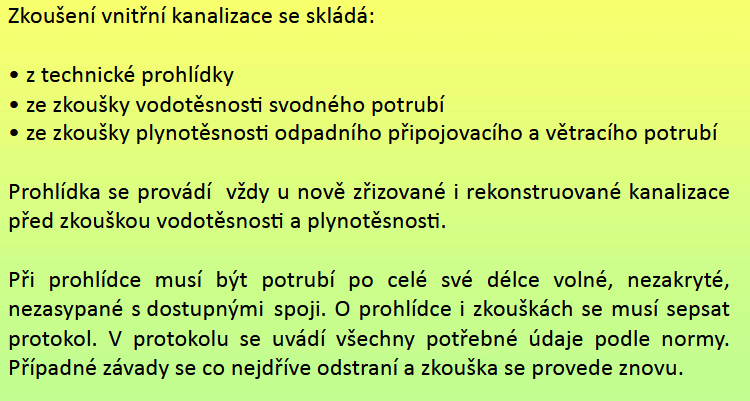 Zkoušení vnitřní kanalizace se skládá:
• z technické prohlídky
• ze zkoušky vodotěsnosti svodného potrubí
• ze zkoušky plynotěsnosti odpadního připojovacího a větracího potrubí
Prohlídka se provádí  vždy u nově zřizované i rekonstruované kanalizace
před zkouškou vodotěsnosti a plynotěsnosti.
Při prohlídce musí být potrubí po celé své délce volné, nezakryté,
nezasypané s dostupnými spoji. O prohlídce i zkouškách se musí sepsat
protokol. V protokolu se uvádí všechny potřebné údaje podle normy.
Případné závady se co nejdříve odstraní a zkouška se provede znovu.